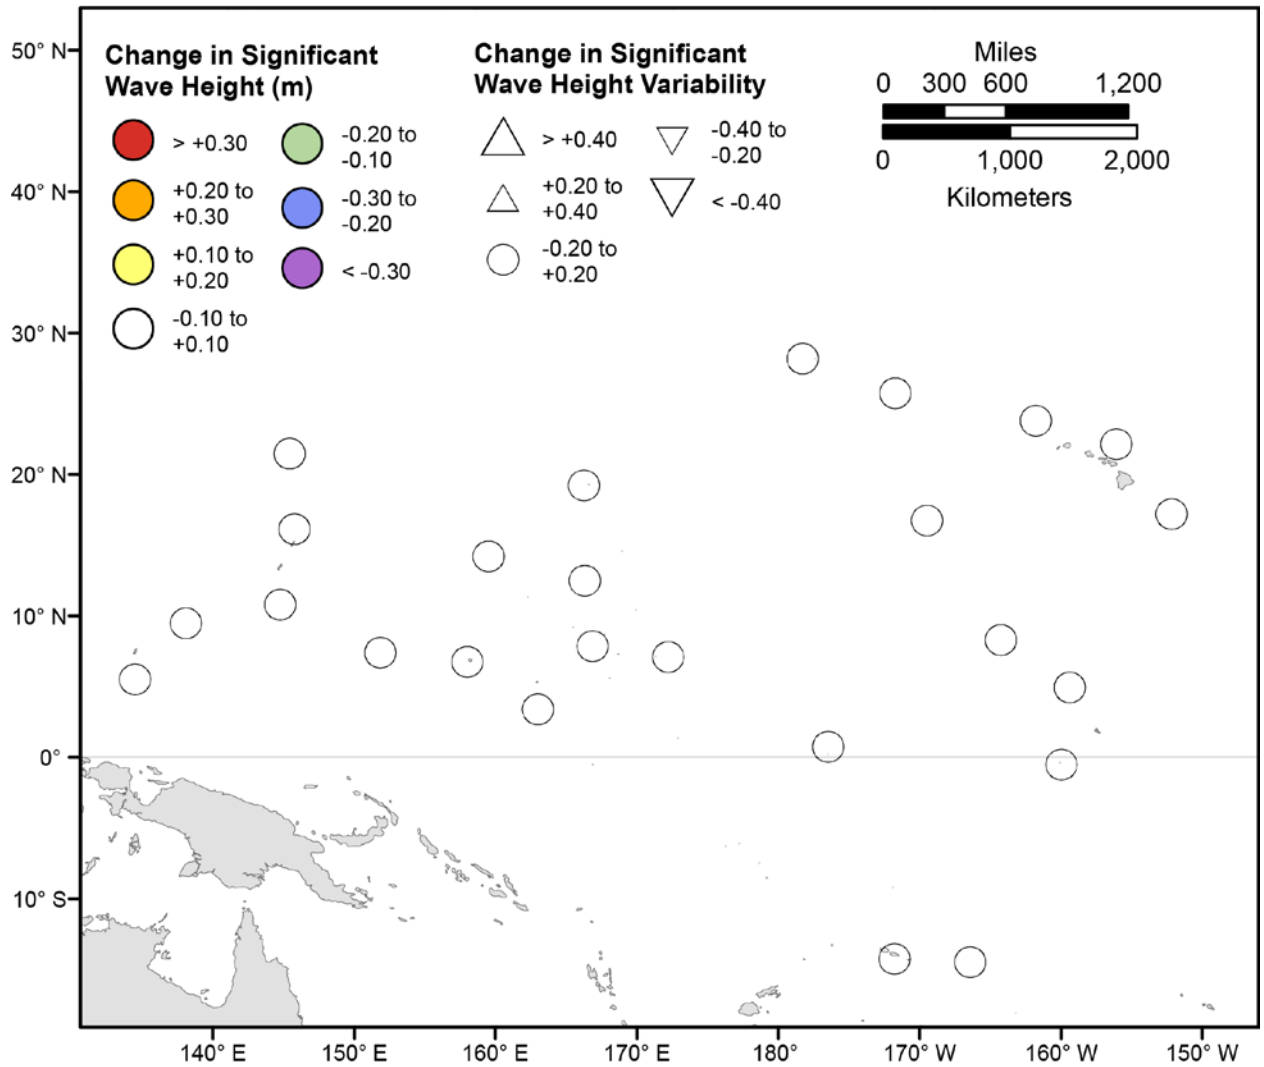 Change in Significant
Wave Height (m)
> +0.30
+0.20 to
+0.30
+0.10 to
+0.20
-0.10 to
+0.10
-0.20 to
-0.10
-0.30 to
-0.20
< -0.30
Change in Significant
Wave Height Variability
> +0.40
+0.20 to
+0.40
-0.20 to
+0.20
-0.40 to
-0.20
< -0.40
Miles
0 300 600 1,200
0 1,000 2,000
Kilometers
50° N
40° N
30° N
20° N
10° N
0°
10° S
140° E 150° E 160° E 170° E 180° 170° W 160° W 150° W